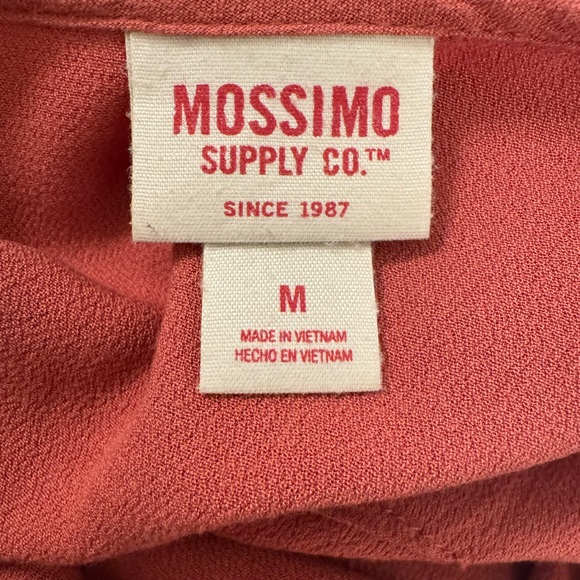 MOSSIMO
SUPPLY CO.™
SINCE 1987
M
MADE IN VIETNAM
HECHO EN VIETNAM